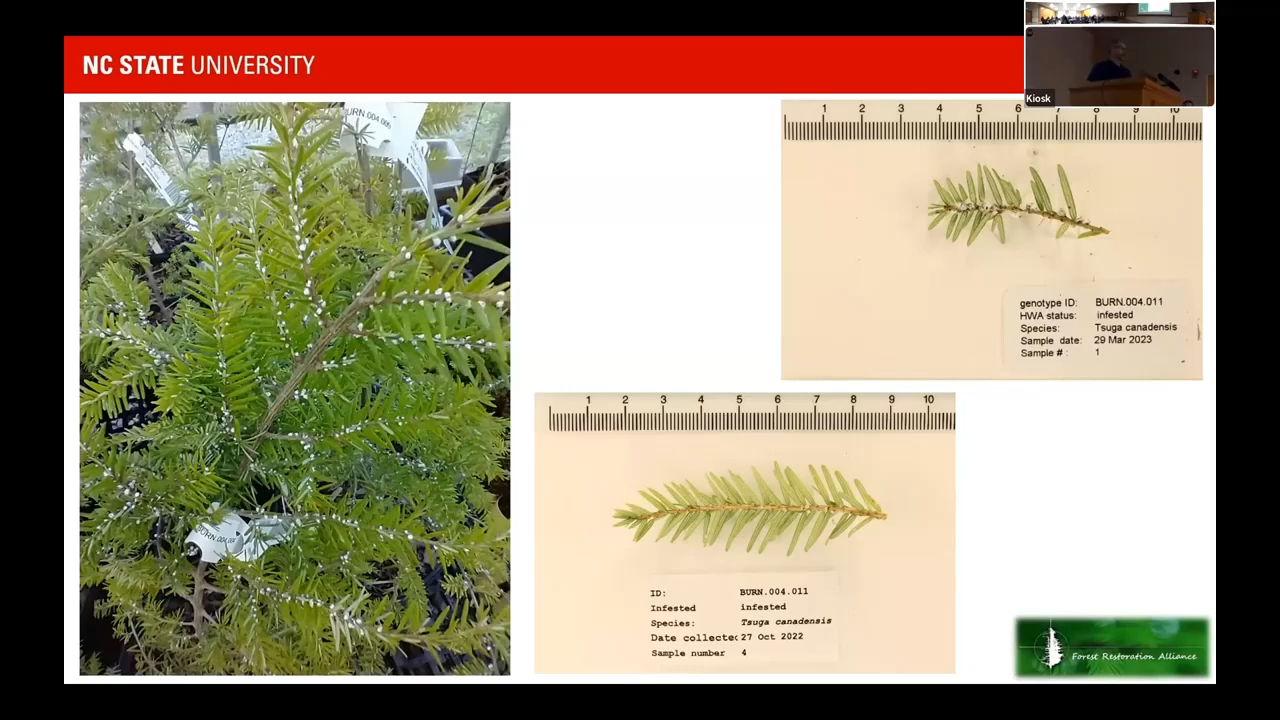 NC STATE UNIVERSITY
Kiosk
BURN 004 006
1 2 3 4 5 6 7 8 9 10
genotype ID: BURN.004.011
HWA status: infested
Species: Tsuga canadensis
Sample date: 29 Mar 2023
Sample # : 1
1 2 3 4 5 6 7 8 9 10
ID: BURN.004.011
Infested infested
Species: Tsuga canadensis
Date collected 27 Oct 2022
Sample number 4
Forest Restoration Alliance